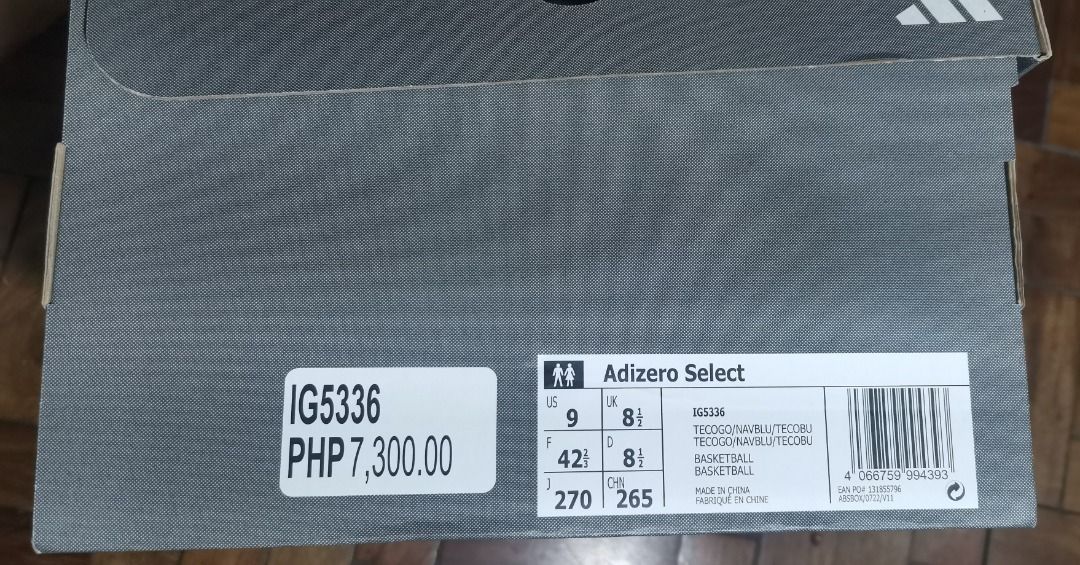 IG5336
PHP 7,300.00
Adizero Select
US 9
UK 8½
F 42⅔
D 8½
J 270
CHN 265
IG5336
TECOGO/NAVBLU/TECOBU
TECOGO/NAVBLU/TECOBU
BASKETBALL
BASKETBALL
MADE IN CHINA
FABRIQUÉ EN CHINE
4 066759 994393
EAN PO# 131855796
ABSBOX/0722/V11